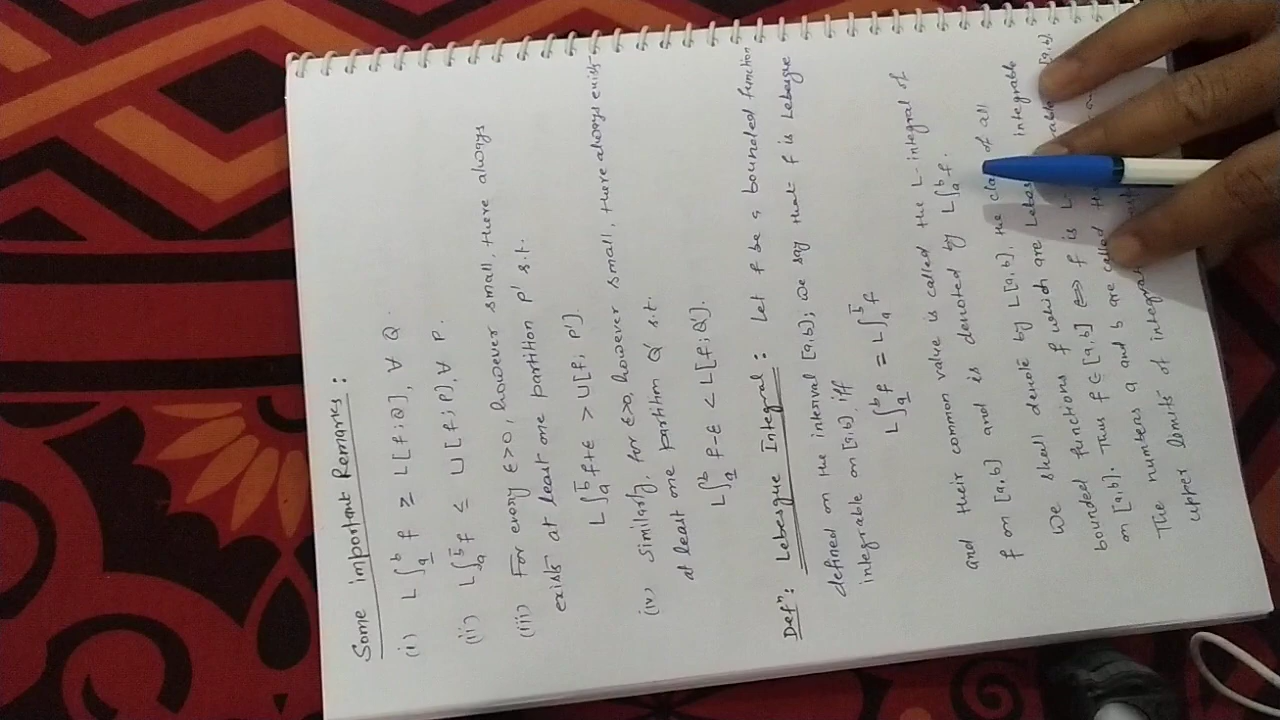 Some important Remarks:
(i) L∫_a̲^b f ≥ L[f; Q], ∀ Q.
(ii) L∫_a^b̄ f ≤ U[f; P], ∀ P.
(iii) For every ϵ>0, however small, there always
exists at least one partition P' s.t.
L∫_a^b̄ f+ϵ > U[f; P'].
(iv) Similarly, for ϵ>0, however small, there always exists
at least one partition Q' s.t.
L∫_a̲^b f-ϵ < L[f; Q'].
Defⁿ: Lebesgue Integral: Let f be a bounded function
defined on the interval [a,b]; we say that f is Lebesgue
integrable on [a,b], iff
L∫_a̲^b f = L∫_a^b̄ f
and their common value is called the L-integral of
f on [a,b] and is denoted by L∫_a^b f.
We shall denote by L[a,b], the of all
bounded functions f which are integrable
on [a,b]. Thus f ∈ [a,b] ⇔ f is L- [a,b].
The numbers a and b are called
upper limits of